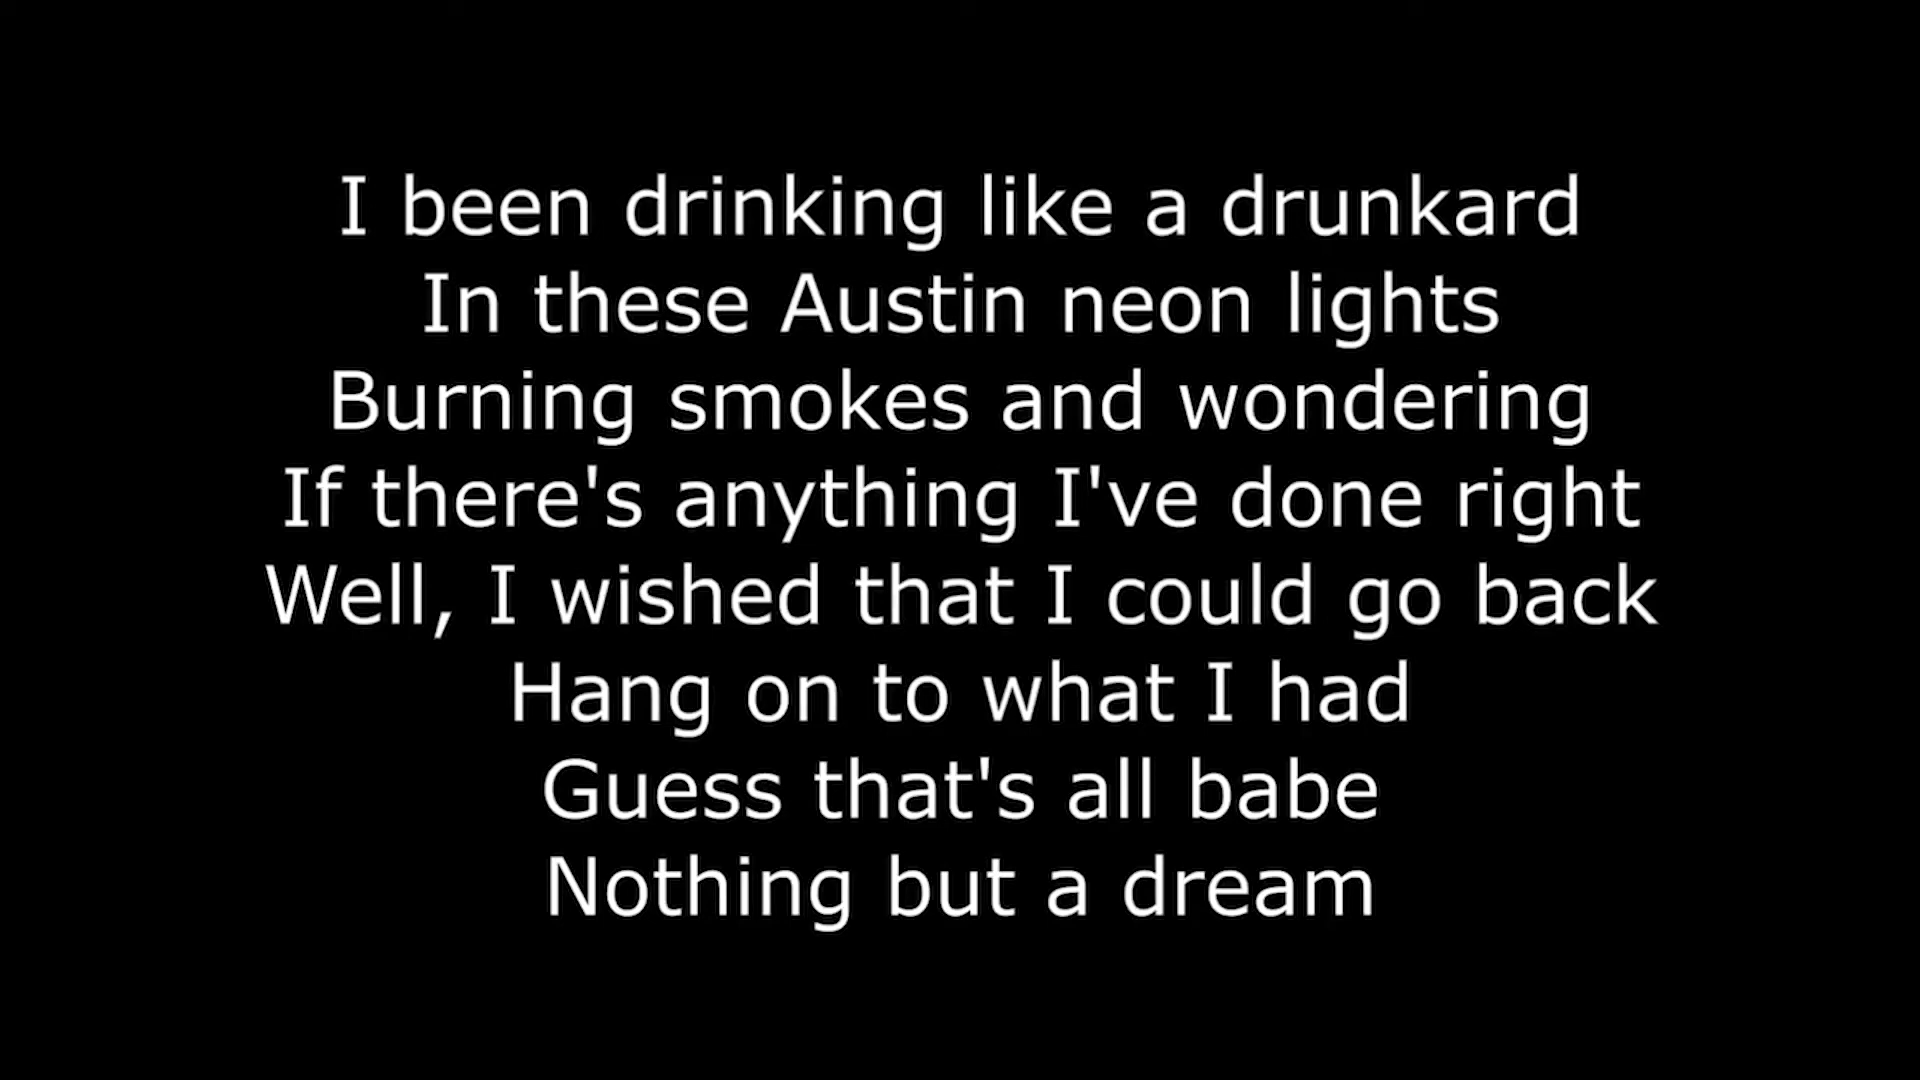 I been drinking like a drunkard
In these Austin neon lights
Burning smokes and wondering
If there's anything I've done right
Well, I wished that I could go back
Hang on to what I had
Guess that's all babe
Nothing but a dream